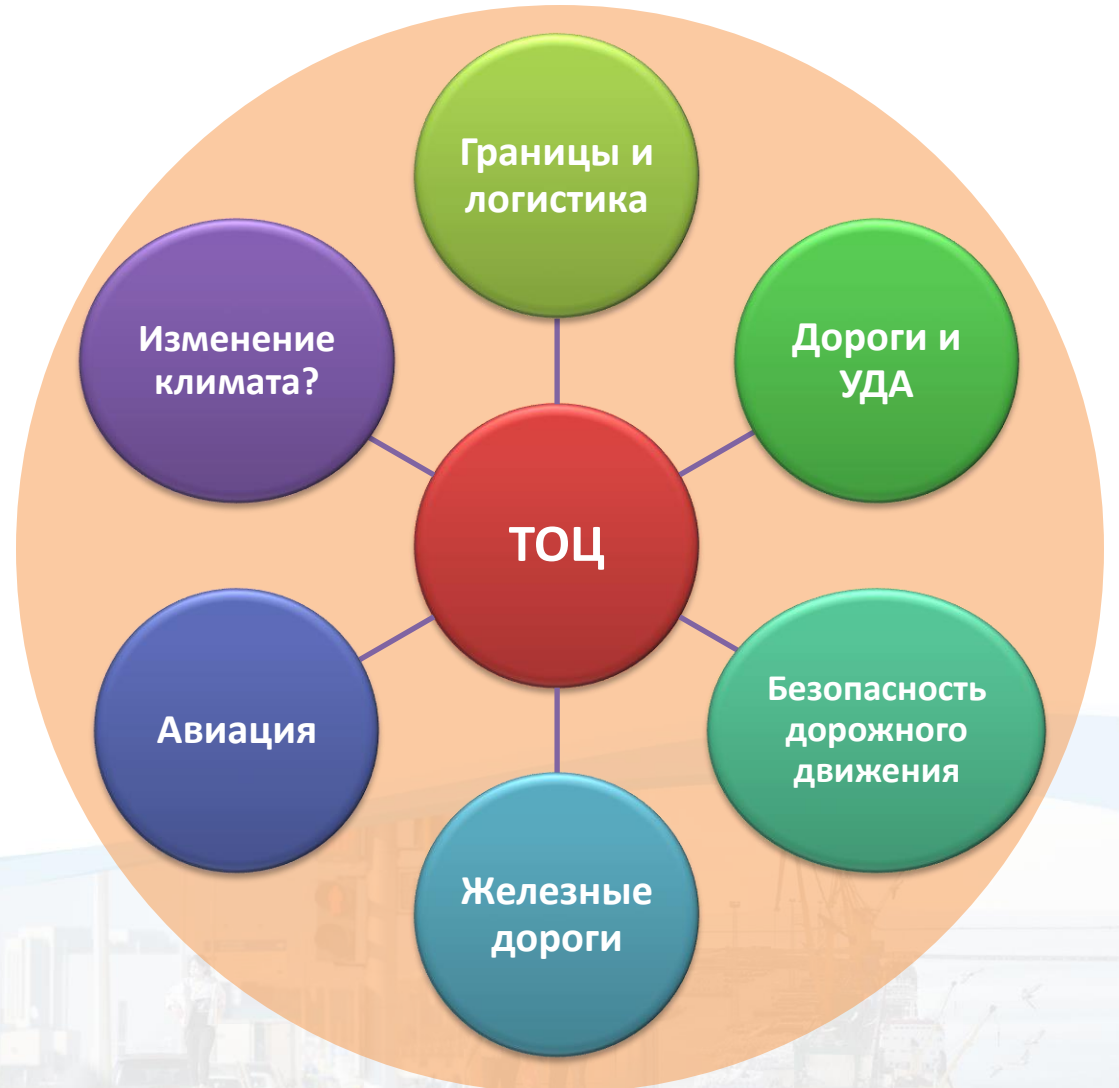 Границы и
логистика
Дороги и
УДА
Безопасность
дорожного
движения
Железные
дороги
Авиация
Изменение
климата?
ТОЦ